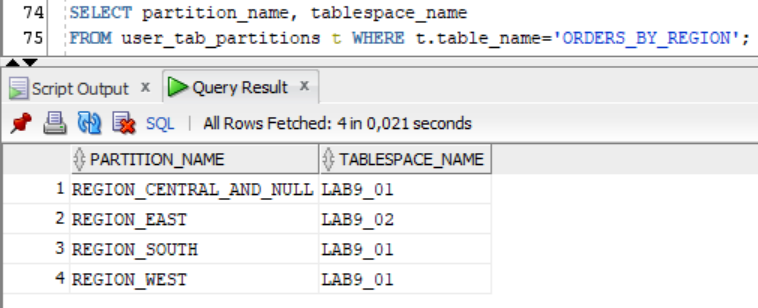 74 SELECT partition_name, tablespace_name
75 FROM user_tab_partitions t WHERE t.table_name='ORDERS_BY_REGION';
Script Output x Query Result x
SQL | All Rows Fetched: 4 in 0,021 seconds
PARTITION_NAME TABLESPACE_NAME
1 REGION_CENTRAL_AND_NULL LAB9_01
2 REGION_EAST LAB9_02
3 REGION_SOUTH LAB9_01
4 REGION_WEST LAB9_01